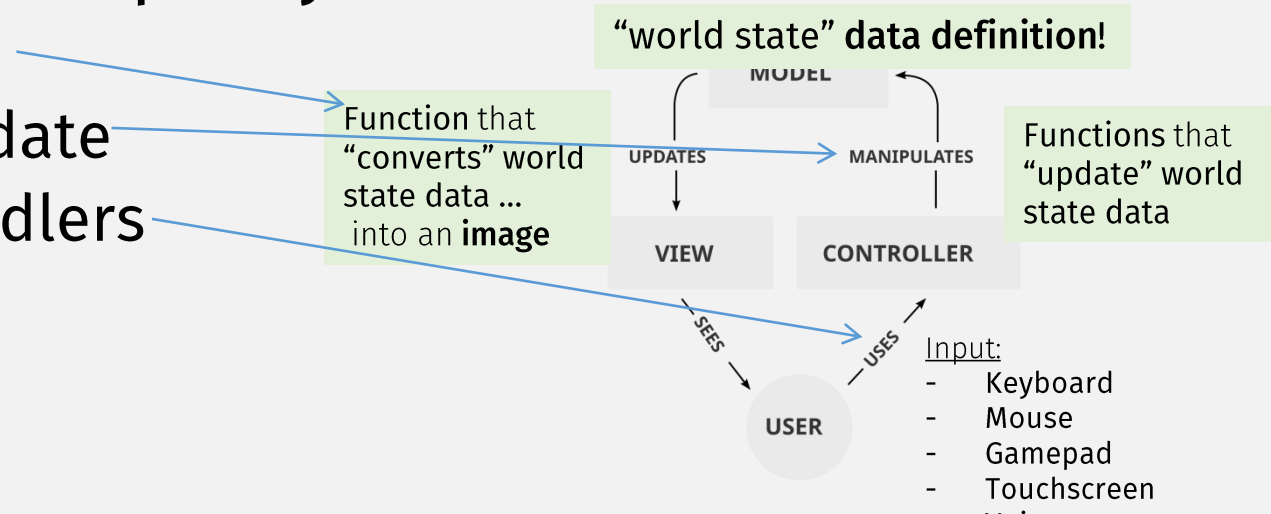 “world state” data definition!
MODEL
Function that
“converts” world
state data ...
into an image
date
dlers
UPDATES
MANIPULATES
Functions that
“update” world
state data
VIEW
CONTROLLER
SEES
USES
USER
Input:
- Keyboard
- Mouse
- Gamepad
- Touchscreen